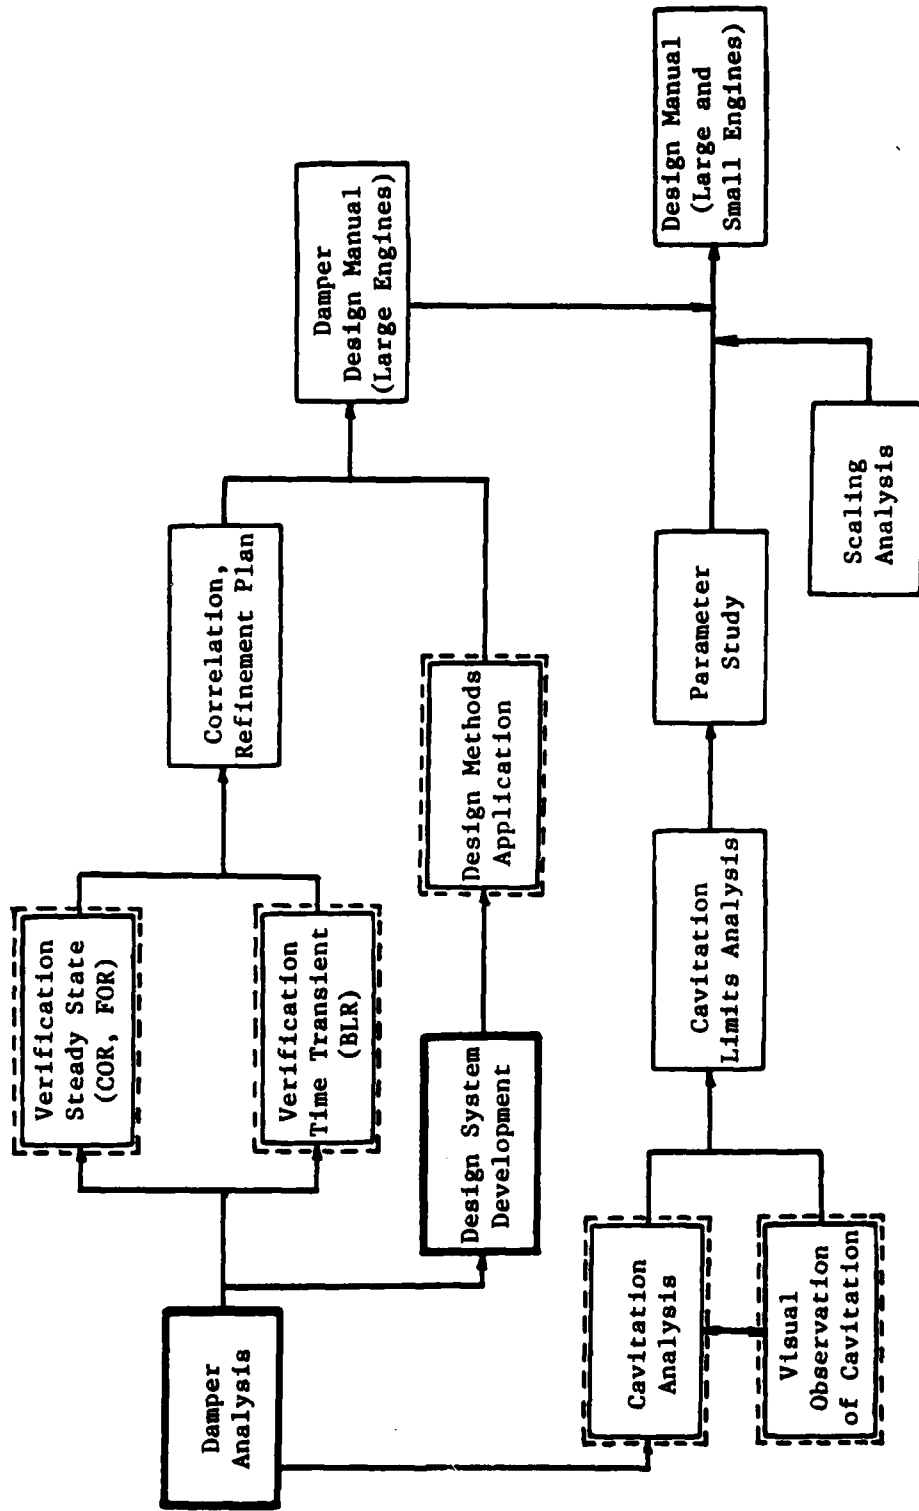 Damper
Analysis
Verification
Steady State
(COR, FOR)
Verification
Time Transient
(BLR)
Correlation,
Refinement Plan
Design System
Development
Design Methods
Application
Damper
Design Manual
(Large Engines)
Cavitation
Analysis
Visual
Observation
of Cavitation
Cavitation
Limits Analysis
Parameter
Study
Scaling
Analysis
Design Manual
(Large and
Small Engines)